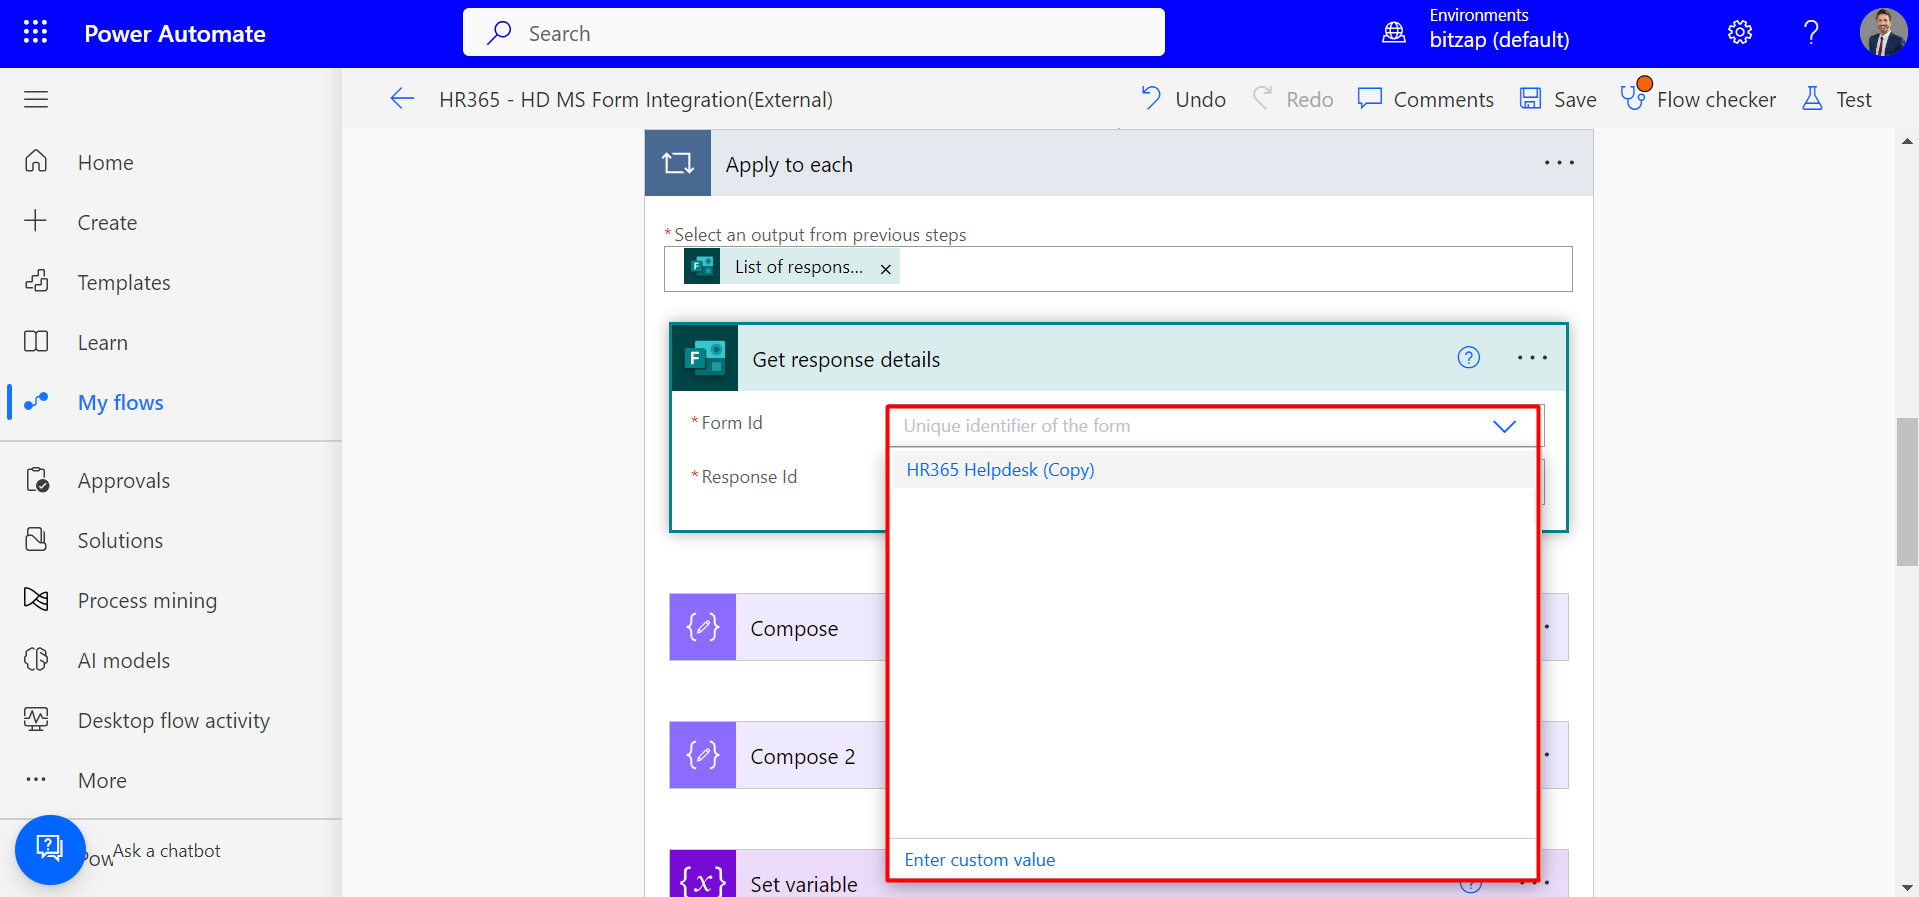 Power Automate
Search
Environments
bitzap (default)
?
HR365 - HD MS Form Integration(External)
Undo
Redo
Comments
Save
Flow checker
Test
Home
Create
Templates
Learn
My flows
Approvals
Solutions
Process mining
AI models
Desktop flow activity
More
Pow
Ask a chatbot
Apply to each
* Select an output from previous steps
F List of respons... ×
F Get response details ?
* Form Id
Unique identifier of the form
* Response Id
HR365 Helpdesk (Copy)
Compose
Compose 2
Enter custom value
{x} Set variable ?